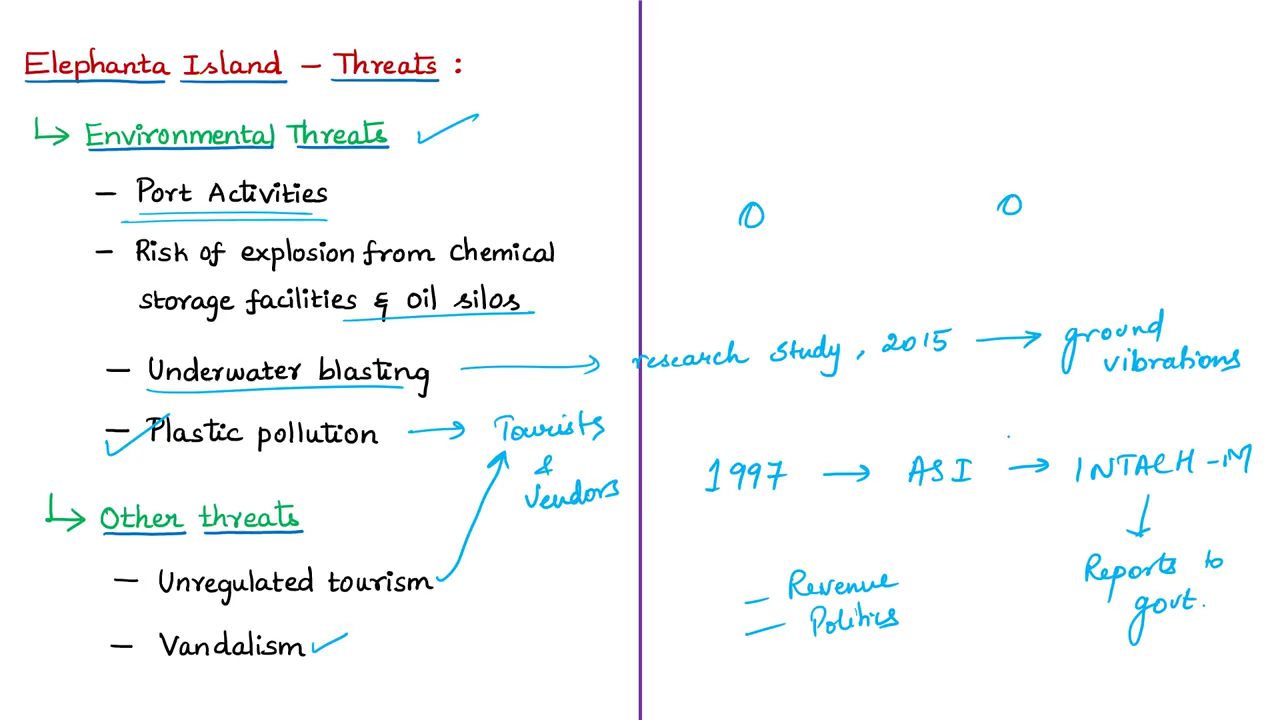 Elephanta Island – Threats :
↳ Environmental Threats
– Port Activities
– Risk of explosion from chemical
storage facilities & oil silos
– Underwater blasting → research study, 2015 → ground
vibrations
– Plastic pollution → Tourists
&
Vendors
1997 → ASI → INTACH-M
Reports to
govt.
↳ Other threats
– Unregulated tourism
– Vandalism
– Revenue
– Politics